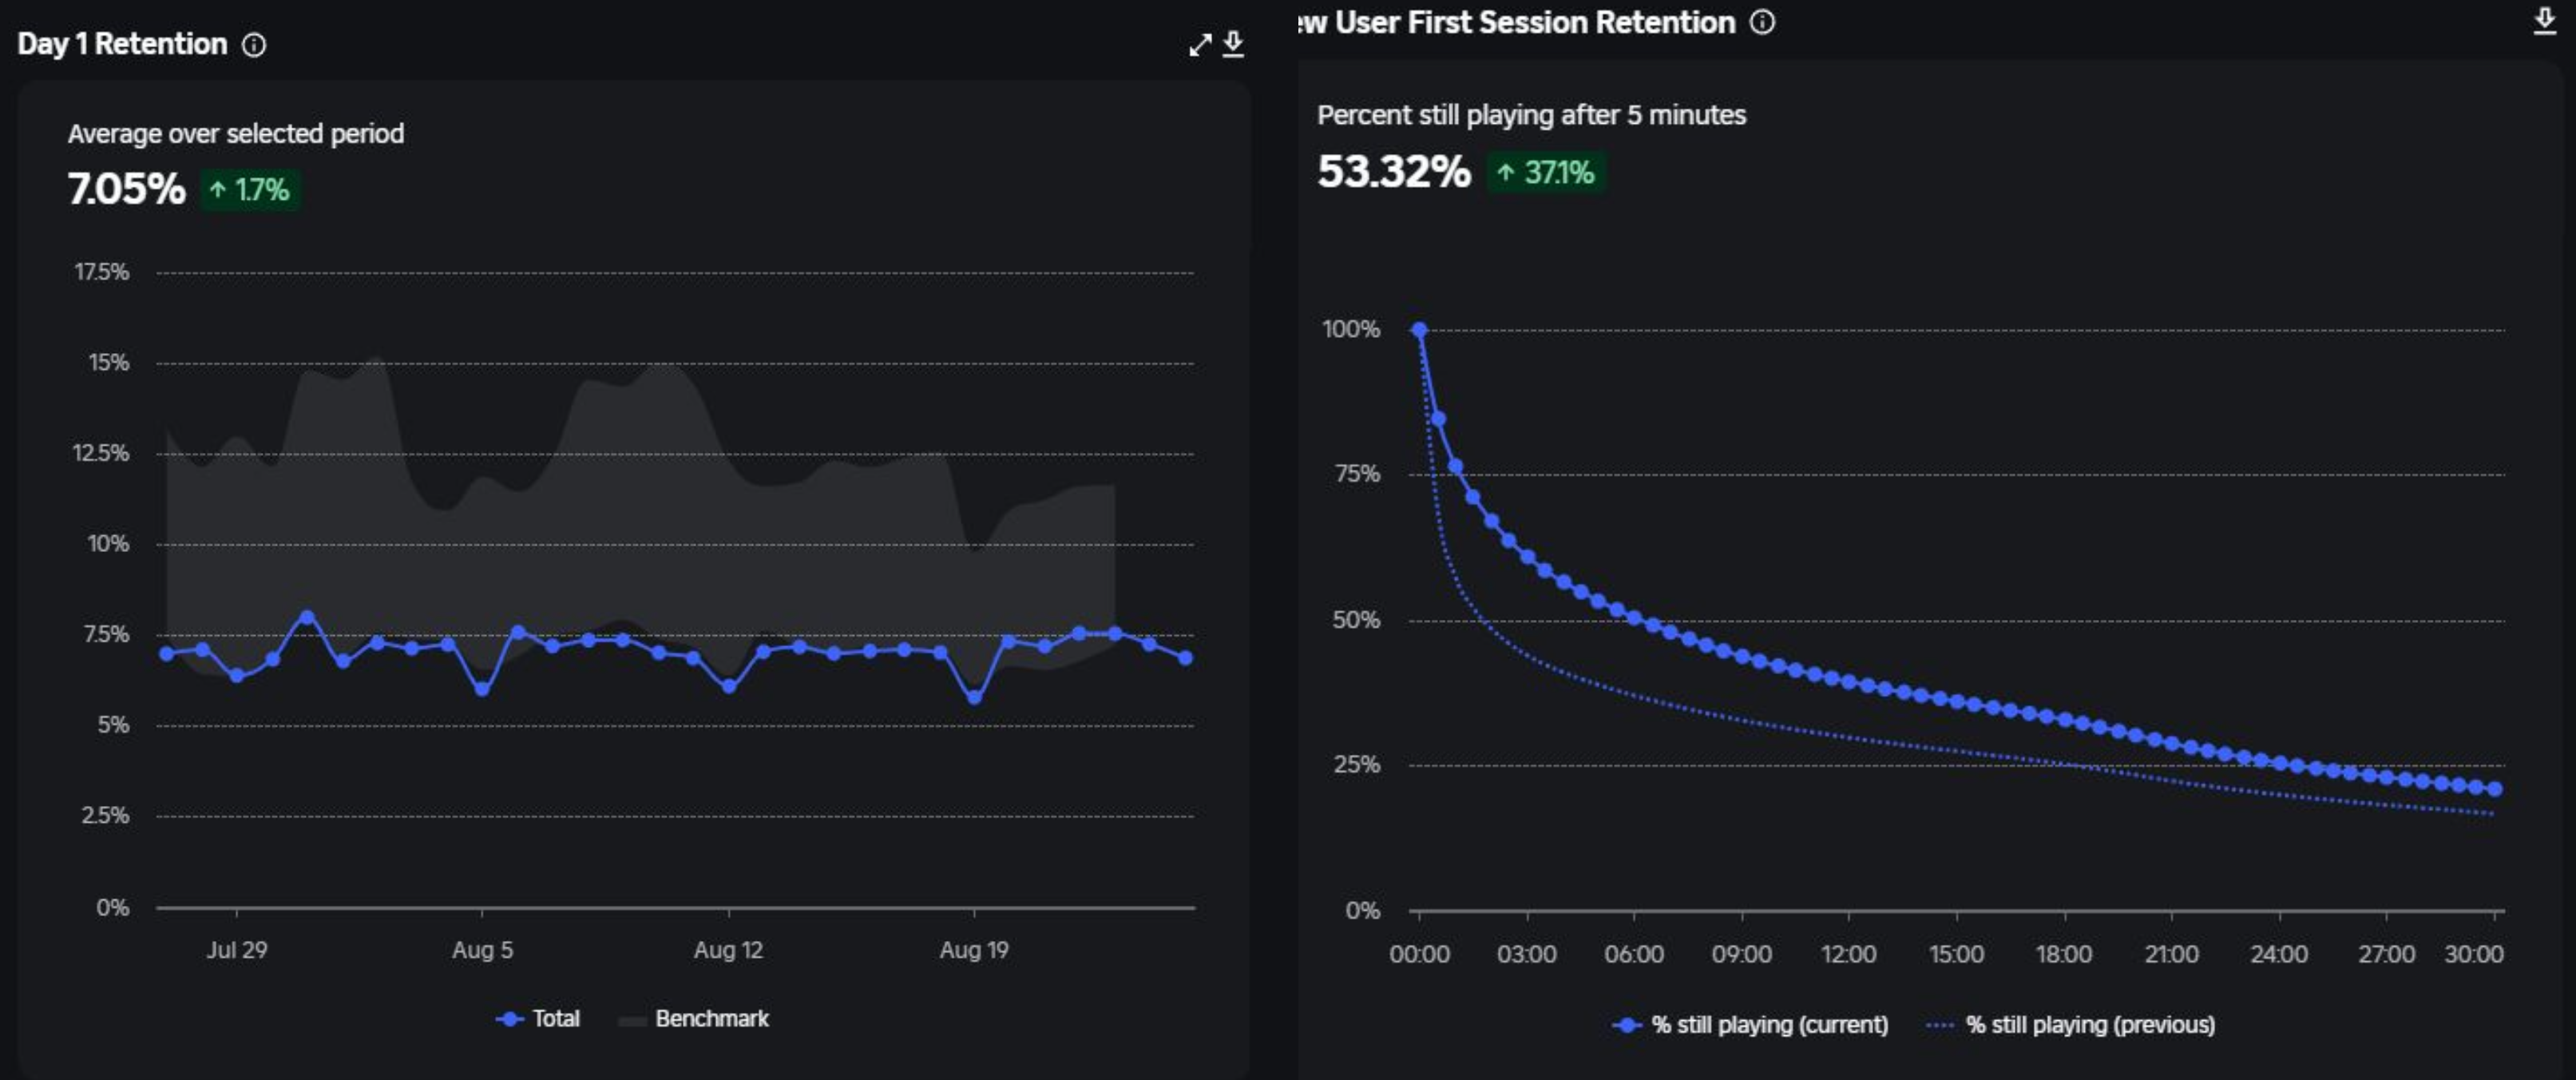 Day 1 Retention
Average over selected period
7.05% ↑ 1.7%
17.5%
15%
12.5%
10%
7.5%
5%
2.5%
0%
Jul 29 Aug 5 Aug 12 Aug 19
Total Benchmark
ew User First Session Retention
Percent still playing after 5 minutes
53.32% ↑ 37.1%
100%
75%
50%
25%
0%
00:00 03:00 06:00 09:00 12:00 15:00 18:00 21:00 24:00 27:00 30:00
% still playing (current) % still playing (previous)